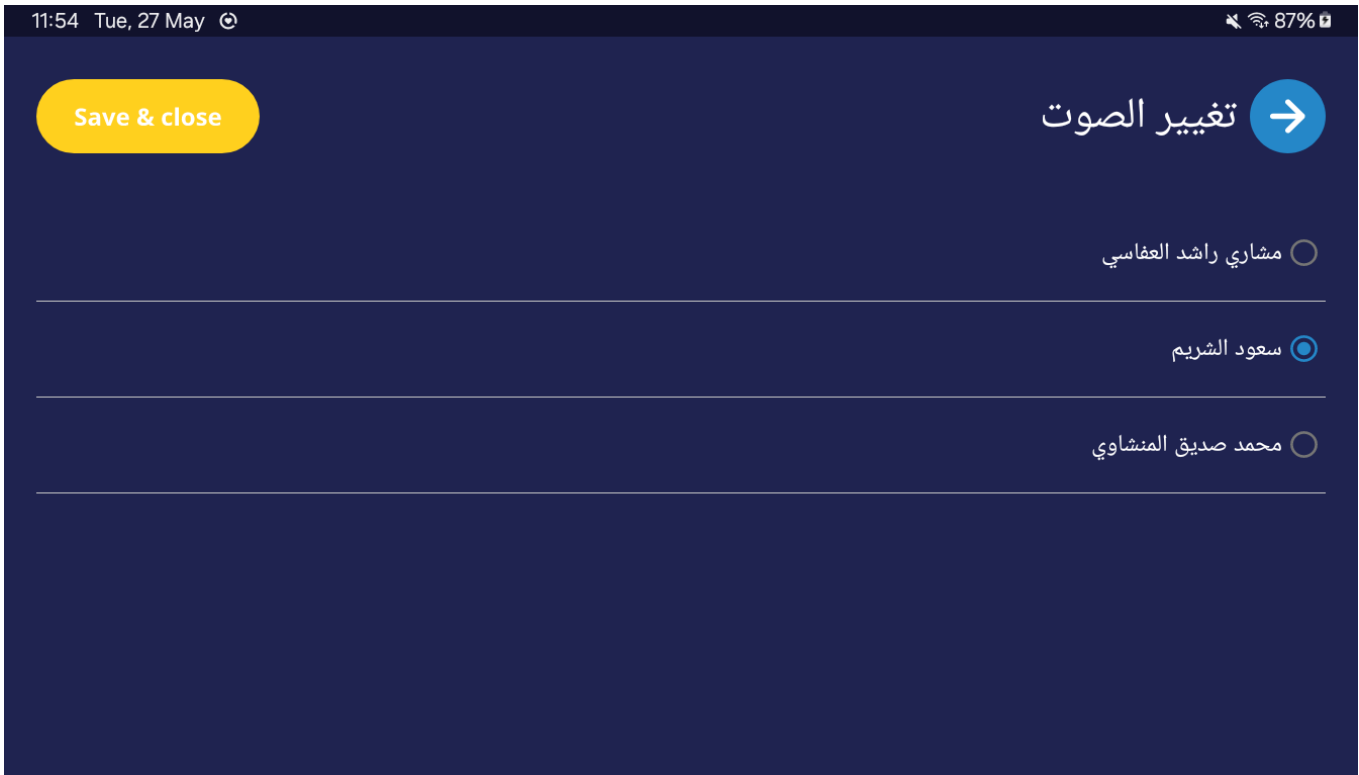 11:54 Tue, 27 May 87%
تغيير الصوت
Save & close
مشاري راشد العفاسي
سعود الشريم
محمد صديق المنشاوي